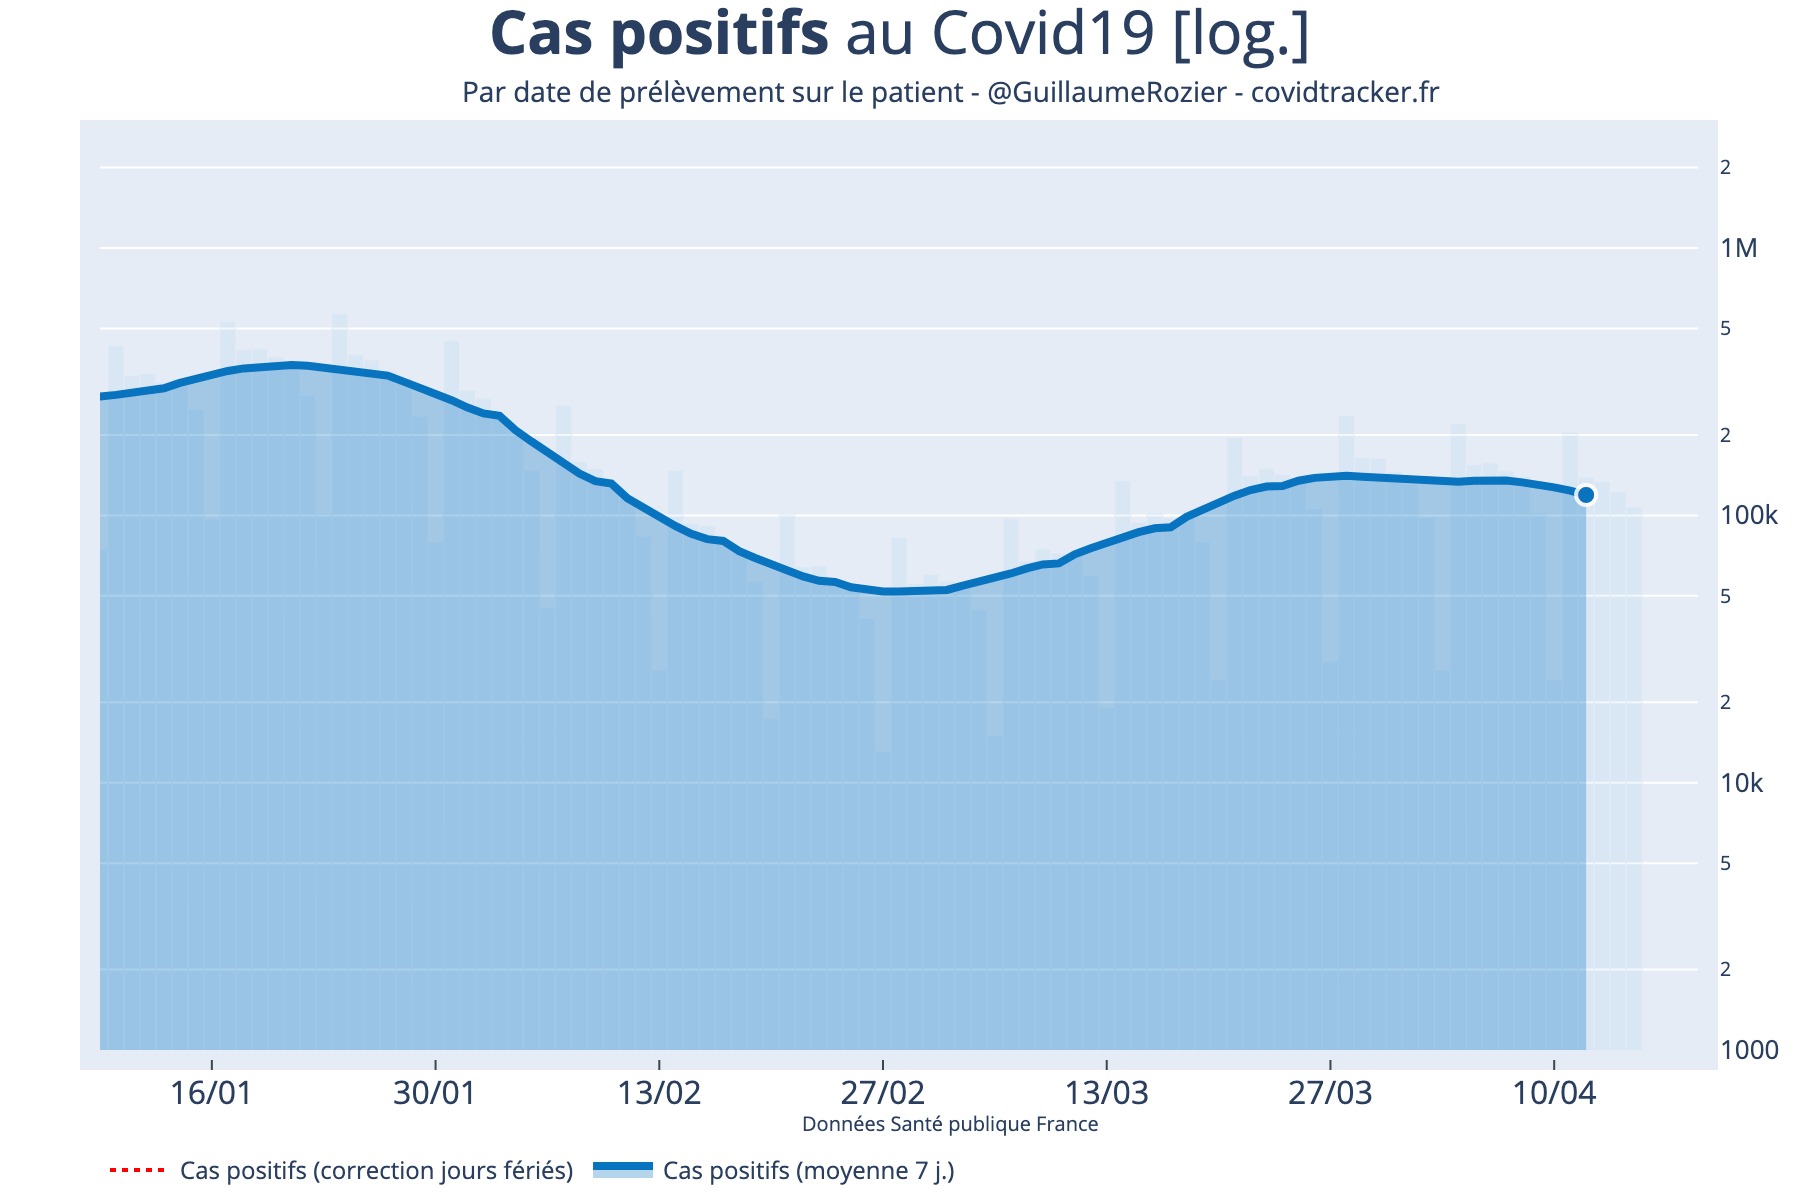 Cas positifs au Covid19 [log.]
Par date de prélèvement sur le patient - @GuillaumeRozier - covidtracker.fr
2
1M
5
2
100k
5
2
10k
5
2
1000
16/01 30/01 13/02 27/02 13/03 27/03 10/04
Données Santé publique France
Cas positifs (correction jours fériés) Cas positifs (moyenne 7 j.)